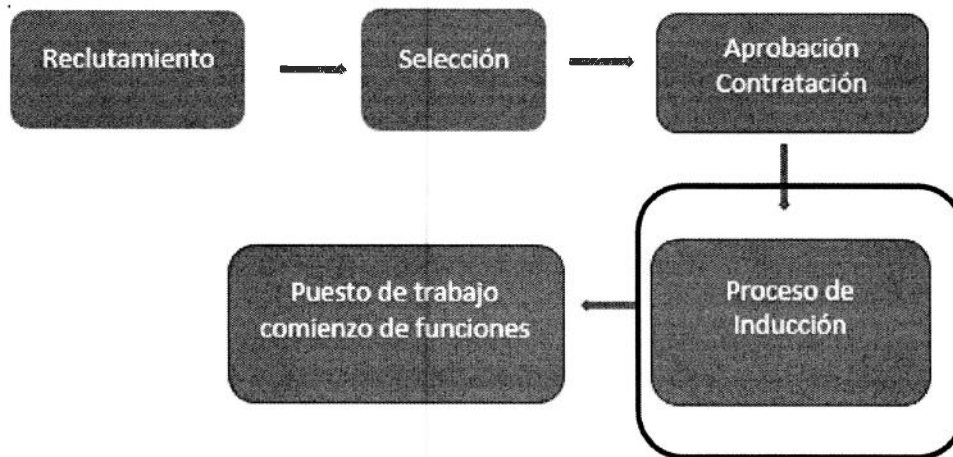 Reclutamiento
Selección
Aprobación
Contratación
Proceso de
Inducción
Puesto de trabajo
comienzo de funciones